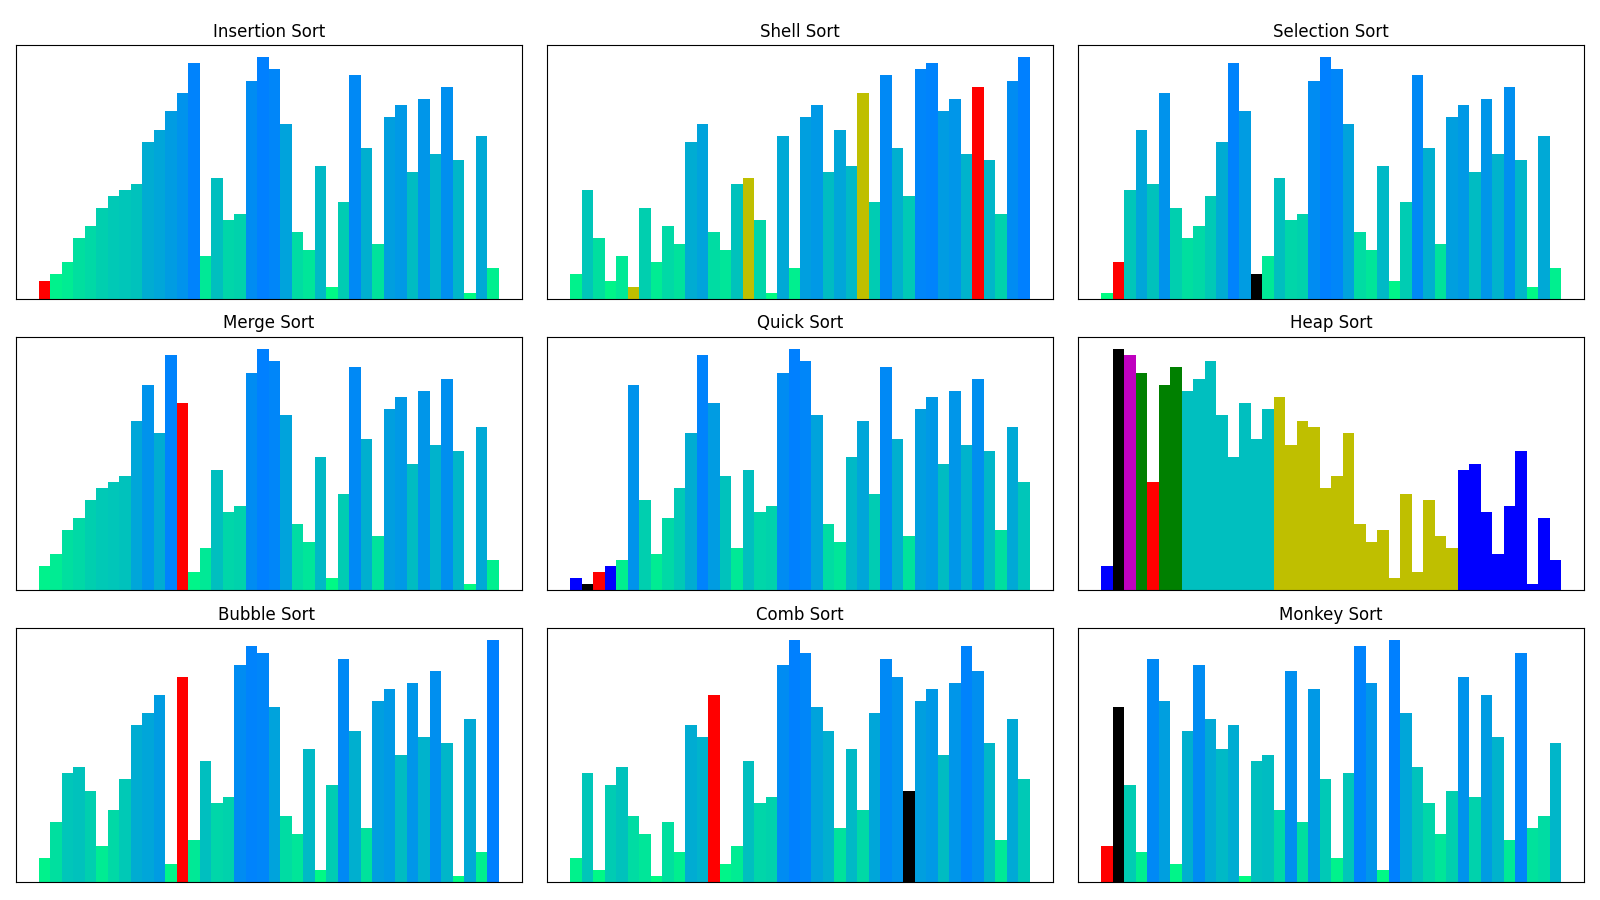 Insertion Sort
Shell Sort
Selection Sort
Merge Sort
Quick Sort
Heap Sort
Bubble Sort
Comb Sort
Monkey Sort